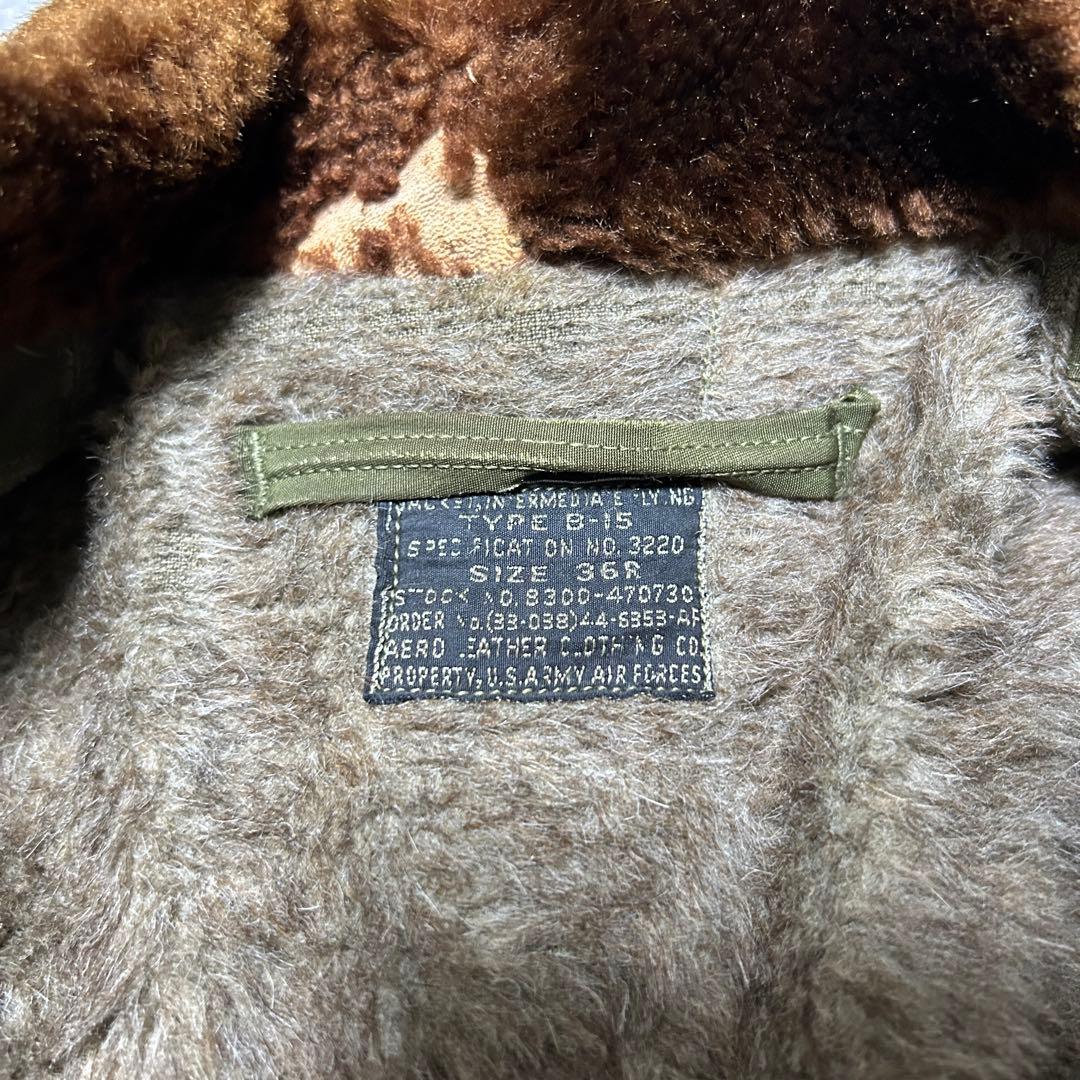 JACKET, INTERMEDIATE FLYING
TYPE B-15
SPECIFICATION NO. 3220
SIZE 36R
STOCK NO. 8300-470730
ORDER No. (33-038) 44-6353-AF
AERO LEATHER CLOTHING CO.
PROPERTY, U.S. ARMY AIR FORCES